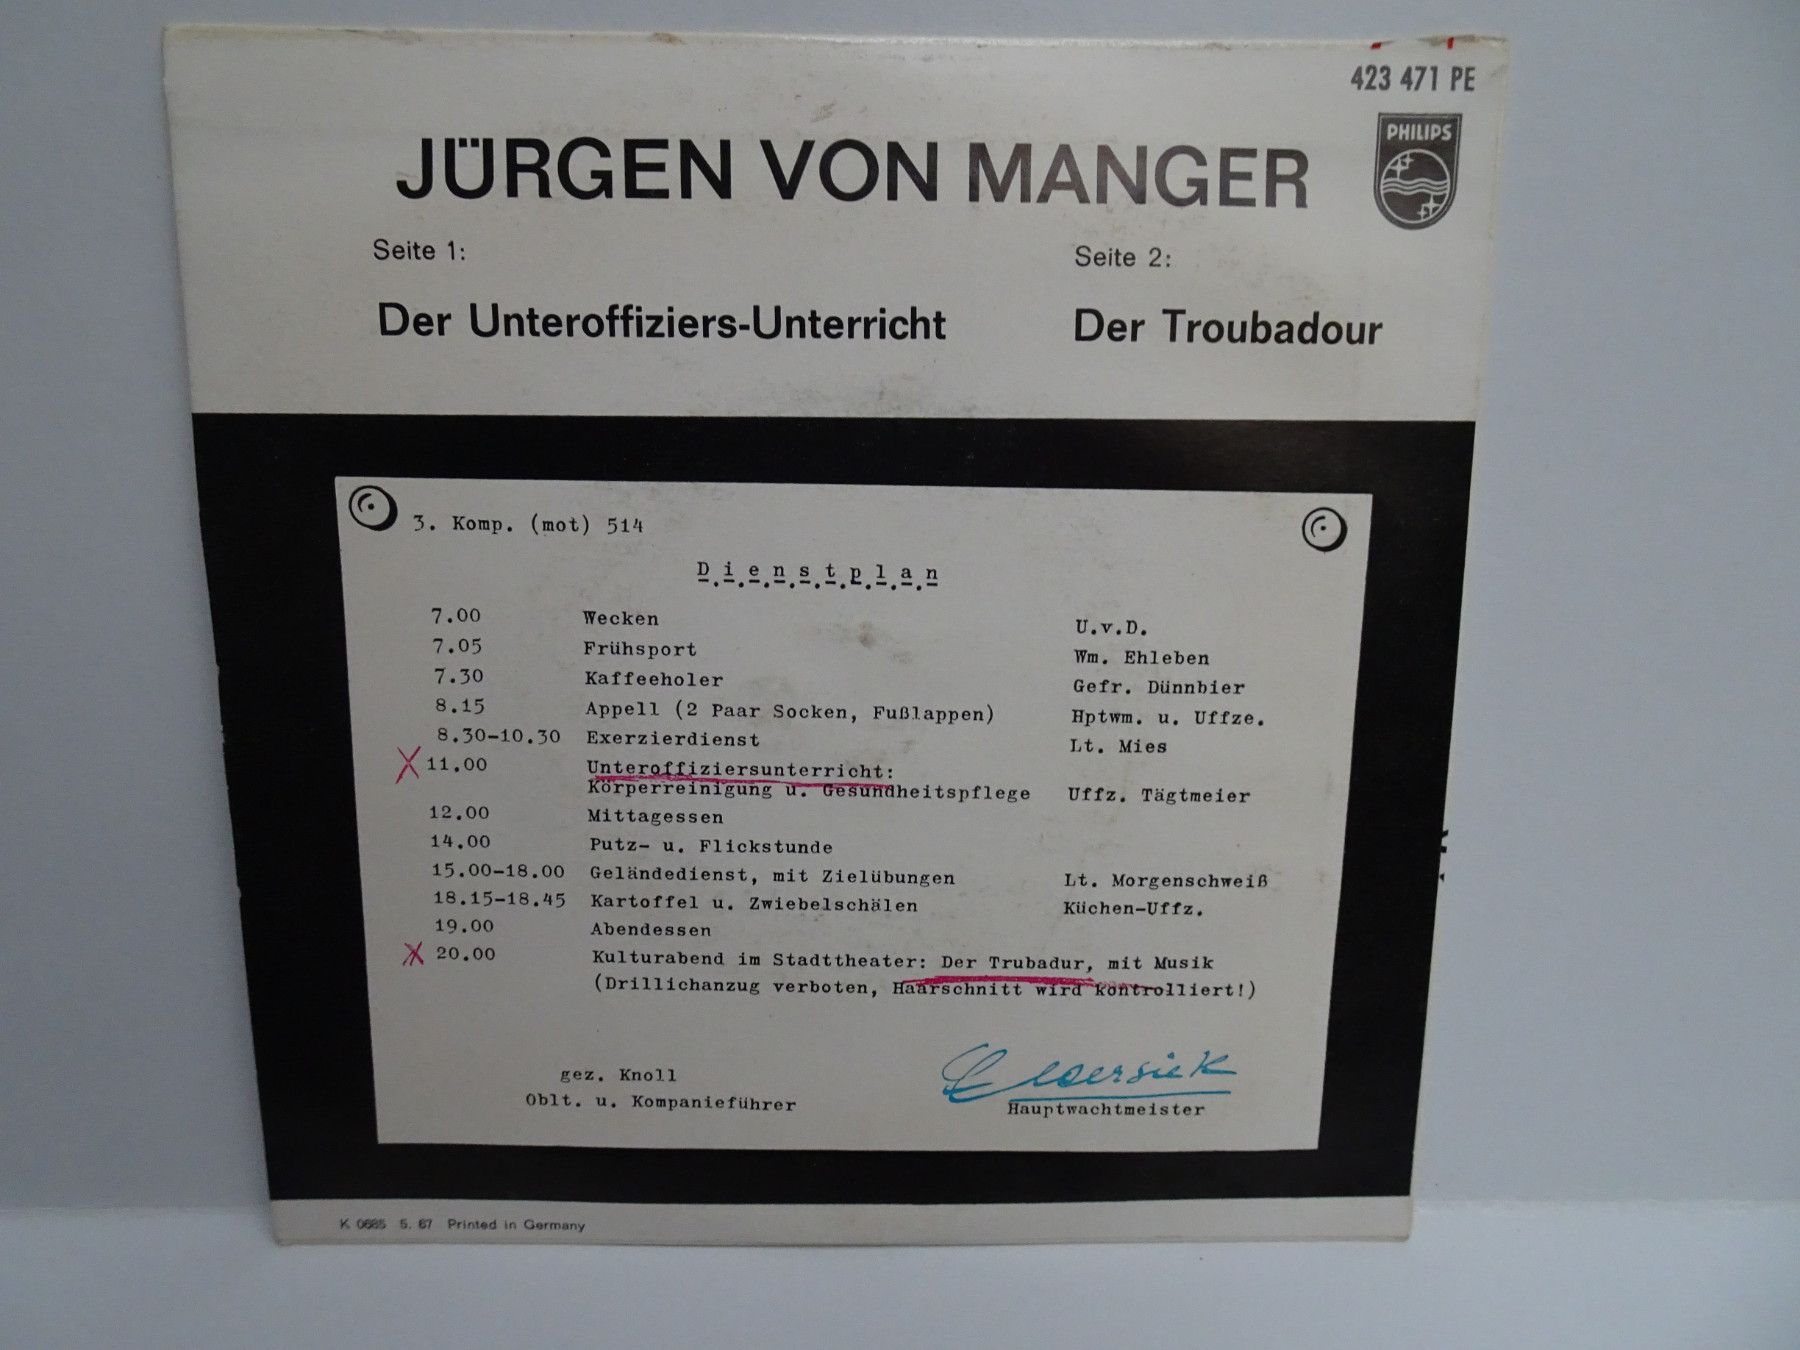 423 471 PE
PHILIPS
JÜRGEN VON MANGER
Seite 1: Seite 2:
Der Unteroffiziers-Unterricht Der Troubadour
3. Komp. (mot) 514
Dienstplan
7.00 Wecken U.v.D.
7.05 Frühsport Wm. Ehleben
7.30 Kaffeeholer Gefr. Dünnbier
8.15 Appell (2 Paar Socken, Fußlappen) Hptwm. u. Uffze.
8.30-10.30 Exerzierdienst Lt. Mies
X 11.00 Unteroffiziersunterricht:
Körperreinigung u. Gesundheitspflege Uffz. Tägtmeier
12.00 Mittagessen
14.00 Putz- u. Flickstunde
15.00-18.00 Geländedienst, mit Zielübungen Lt. Morgenschweiß
18.15-18.45 Kartoffel u. Zwiebelschälen Küchen-Uffz.
19.00 Abendessen
X 20.00 Kulturabend im Stadttheater: Der Trubadur, mit Musik
(Drillichanzug verboten, Haarschnitt wird kontrolliert!)
gez. Knoll
Oblt. u. Kompanieführer Hauptwachtmeister
K 0685 5. 67 Printed in Germany